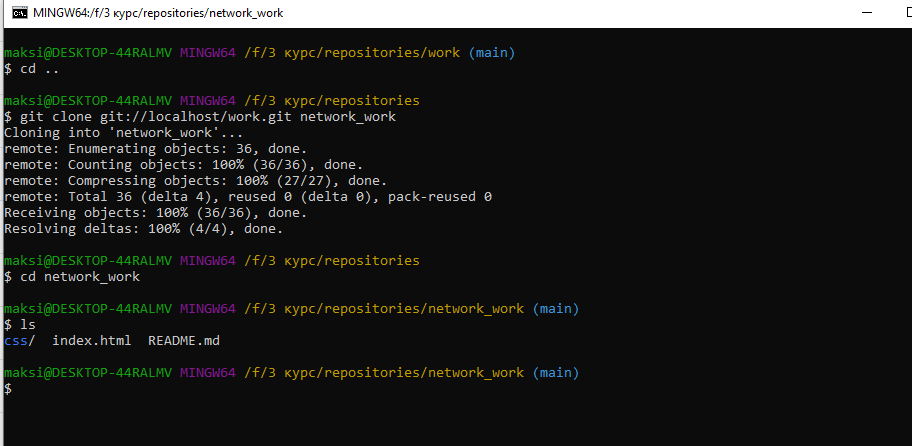 MINGW64:/f/3 курс/repositories/network_work
maksi@DESKTOP-44RALMV MINGW64 /f/3 курс/repositories/work (main)
$ cd ..
maksi@DESKTOP-44RALMV MINGW64 /f/3 курс/repositories
$ git clone git://localhost/work.git network_work
Cloning into 'network_work'...
remote: Enumerating objects: 36, done.
remote: Counting objects: 100% (36/36), done.
remote: Compressing objects: 100% (27/27), done.
remote: Total 36 (delta 4), reused 0 (delta 0), pack-reused 0
Receiving objects: 100% (36/36), done.
Resolving deltas: 100% (4/4), done.
maksi@DESKTOP-44RALMV MINGW64 /f/3 курс/repositories
$ cd network_work
maksi@DESKTOP-44RALMV MINGW64 /f/3 курс/repositories/network_work (main)
$ ls
css/  index.html  README.md
maksi@DESKTOP-44RALMV MINGW64 /f/3 курс/repositories/network_work (main)
$